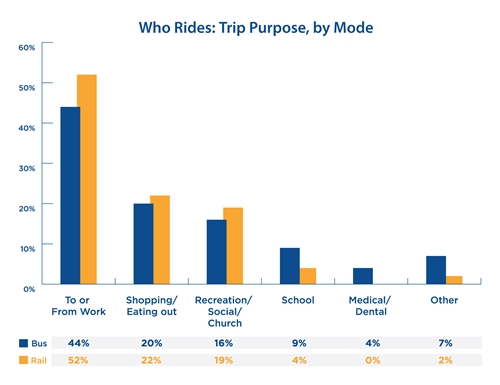 Who Rides: Trip Purpose, by Mode
60%
50%
40%
30%
20%
10%
0%
To or
From Work
Shopping/
Eating out
Recreation/
Social/
Church
School
Medical/
Dental
Other
Bus 44% 20% 16% 9% 4% 7%
Rail 52% 22% 19% 4% 0% 2%